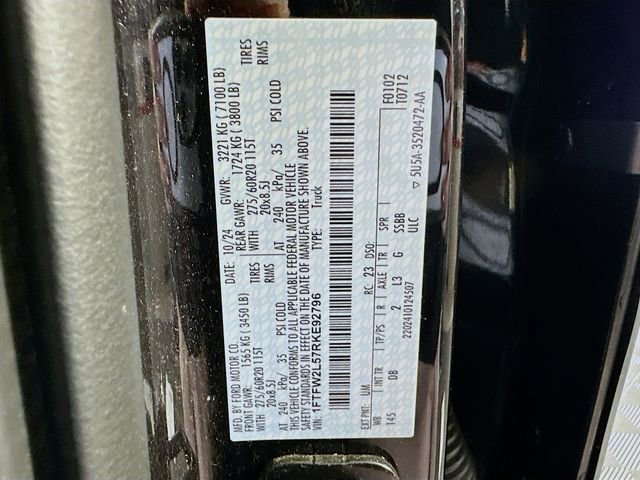 MFD. BY FORD MOTOR CO. DATE: 10/24 GVWR: 3221 KG ( 7100 LB)
FRONT GAWR: 1565 KG ( 3450 LB) REAR GAWR: 1724 KG ( 3800 LB)
WITH 275/60R20 115T TIRES WITH 275/60R20 115T TIRES
20x8.5J RIMS 20x8.5J RIMS
AT 240 kPa/ 35 PSI COLD AT 240 kPa/ 35 PSI COLD
THIS VEHICLE CONFORMS TO ALL APPLICABLE FEDERAL MOTOR VEHICLE
SAFETY STANDARDS IN EFFECT ON THE DATE OF MANUFACTURE SHOWN ABOVE.
VIN: 1FTFW2L57RKE92796 TYPE: Truck
F0102
T0712
EXT PNT: UM RC: 23 DSO:
WB INT TR TP/PS R AXLE TR SPR
145 DB 2 L3 G SSBB
2202410124507 ULC
5U5A-3520472-AA